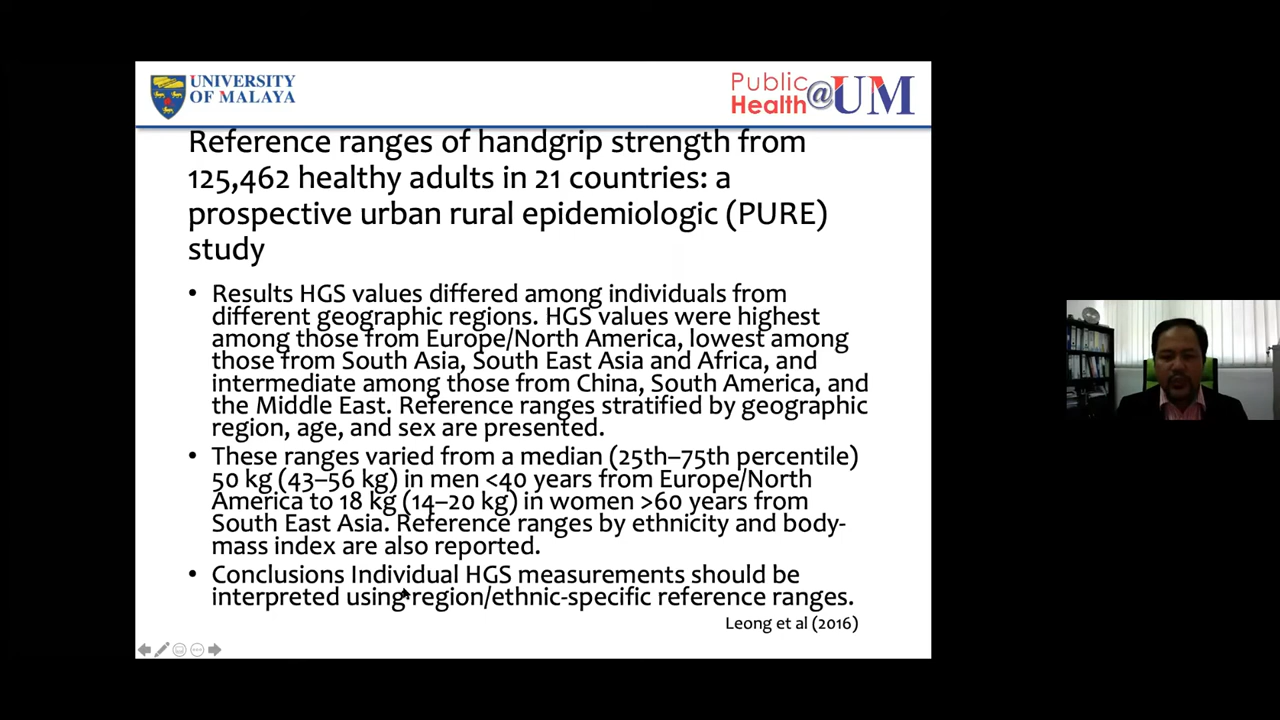 UNIVERSITY
OF MALAYA
Public
Health@UM
Reference ranges of handgrip strength from
125,462 healthy adults in 21 countries: a
prospective urban rural epidemiologic (PURE)
study
• Results HGS values differed among individuals from
different geographic regions. HGS values were highest
among those from Europe/North America, lowest among
those from South Asia, South East Asia and Africa, and
intermediate among those from China, South America, and
the Middle East. Reference ranges stratified by geographic
region, age, and sex are presented.
• These ranges varied from a median (25th–75th percentile)
50 kg (43–56 kg) in men <40 years from Europe/North
America to 18 kg (14–20 kg) in women >60 years from
South East Asia. Reference ranges by ethnicity and body-
mass index are also reported.
• Conclusions Individual HGS measurements should be
interpreted using region/ethnic-specific reference ranges.
Leong et al (2016)